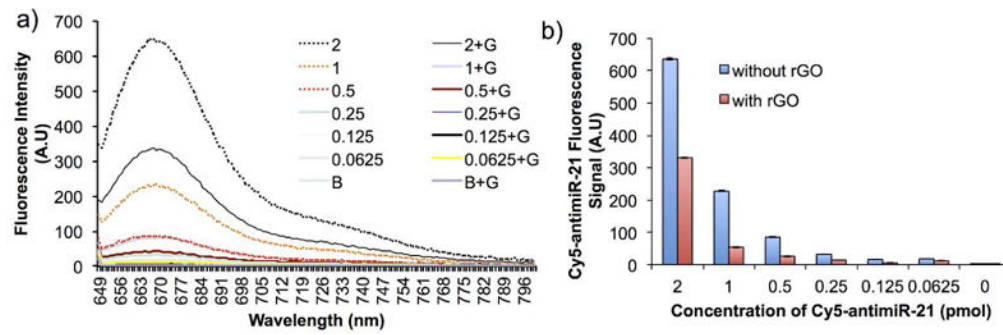 a)
Fluorescence Intensity
(A.U)
700
600
500
400
300
200
100
0
2
1
0.5
0.25
0.125
0.0625
B
2+G
1+G
0.5+G
0.25+G
0.125+G
0.0625+G
B+G
649
656
663
670
677
684
691
698
705
712
719
726
733
740
747
754
761
768
775
782
789
796
Wavelength (nm)
b)
Cy5-antimiR-21 Fluorescence
Signal (A.U)
700
600
500
400
300
200
100
0
without rGO
with rGO
2
1
0.5
0.25
0.125
0.0625
0
Concentration of Cy5-antimiR-21 (pmol)